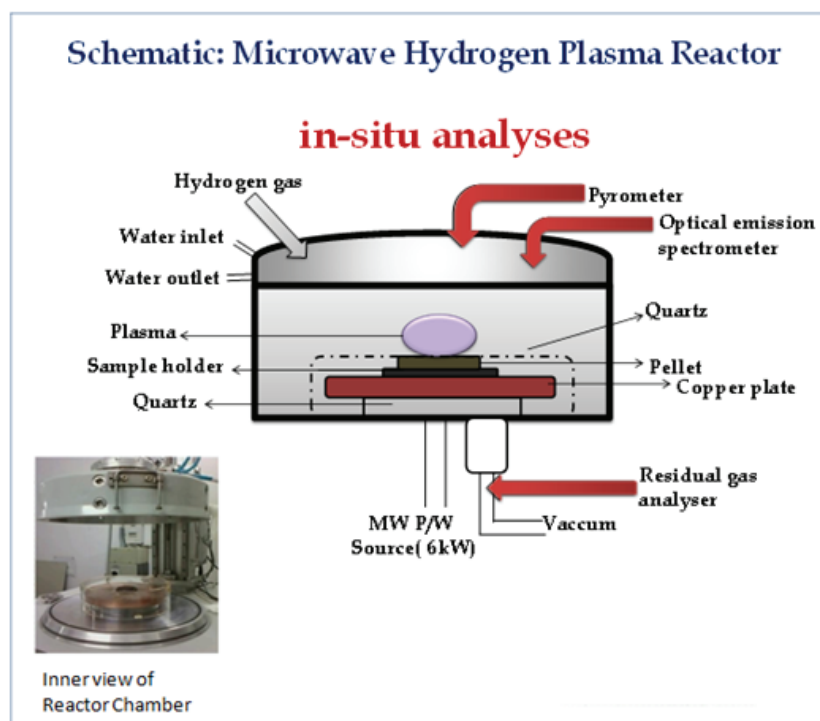 Schematic: Microwave Hydrogen Plasma Reactor
in-situ analyses
Hydrogen gas
Pyrometer
Water inlet
Optical emission
spectrometer
Water outlet
Quartz
Plasma
Sample holder
Pellet
Copper plate
Quartz
Residual gas
analyser
MW P/W
Source( 6kW)
Vaccum
Inner view of
Reactor Chamber